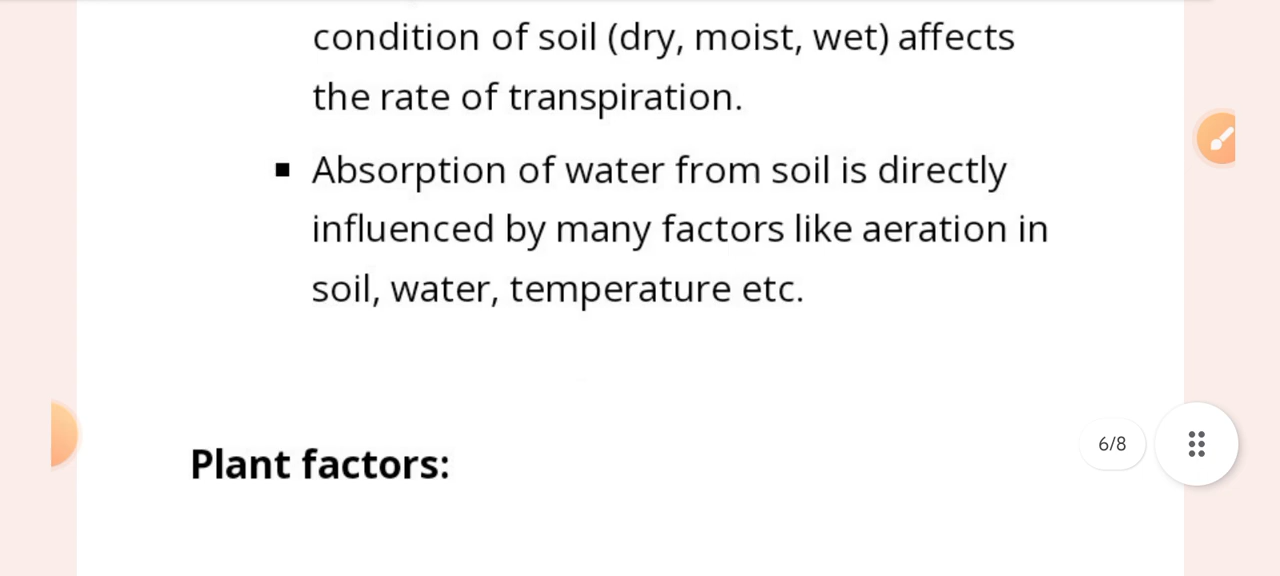 condition of soil (dry, moist, wet) affects
the rate of transpiration.
▪ Absorption of water from soil is directly
influenced by many factors like aeration in
soil, water, temperature etc.
6/8
Plant factors: